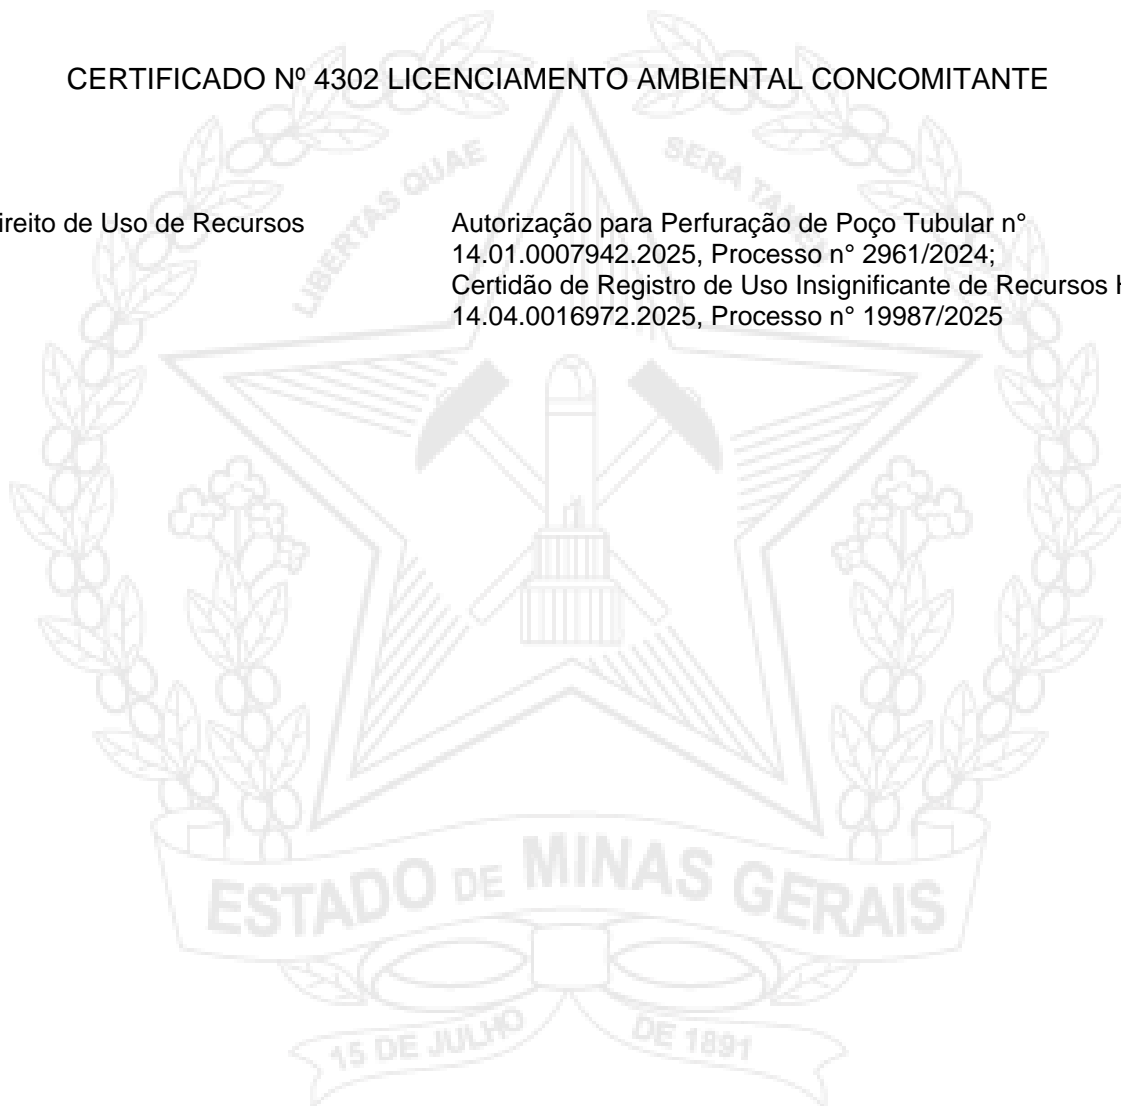 CERTIFICADO Nº 4302 LICENCIAMENTO AMBIENTAL CONCOMITANTE
LIBERTAS QUAE SERA TAMEN
ireito de Uso de Recursos
Autorização para Perfuração de Poço Tubular n°
14.01.0007942.2025, Processo n° 2961/2024;
Certidão de Registro de Uso Insignificante de Recursos H
14.04.0016972.2025, Processo n° 19987/2025
ESTADO DE MINAS GERAIS
15 DE JULHO DE 1891